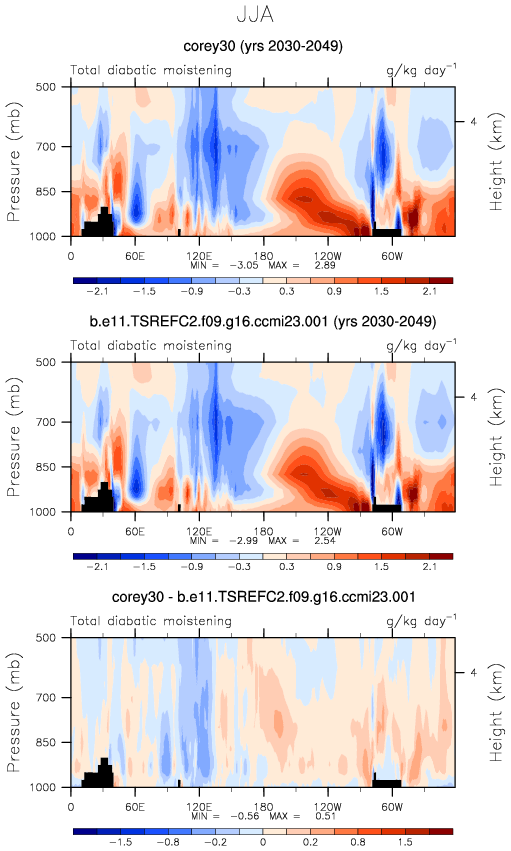 JJA
corey30 (yrs 2030-2049)
Total diabatic moistening g/kg day⁻¹
Pressure (mb)
500
700
850
1000
4
Height (km)
0 60E 120E 180 120W 60W
MIN = -3.05 MAX = 2.89
-2.1 -1.5 -0.9 -0.3 0.3 0.9 1.5 2.1
b.e11.TSREFC2.f09.g16.ccmi23.001 (yrs 2030-2049)
Total diabatic moistening g/kg day⁻¹
Pressure (mb)
500
700
850
1000
4
Height (km)
0 60E 120E 180 120W 60W
MIN = -2.99 MAX = 2.54
-2.1 -1.5 -0.9 -0.3 0.3 0.9 1.5 2.1
corey30 - b.e11.TSREFC2.f09.g16.ccmi23.001
Total diabatic moistening g/kg day⁻¹
Pressure (mb)
500
700
850
1000
4
Height (km)
0 60E 120E 180 120W 60W
MIN = -0.56 MAX = 0.51
-1.5 -0.8 -0.2 0 0.2 0.8 1.5